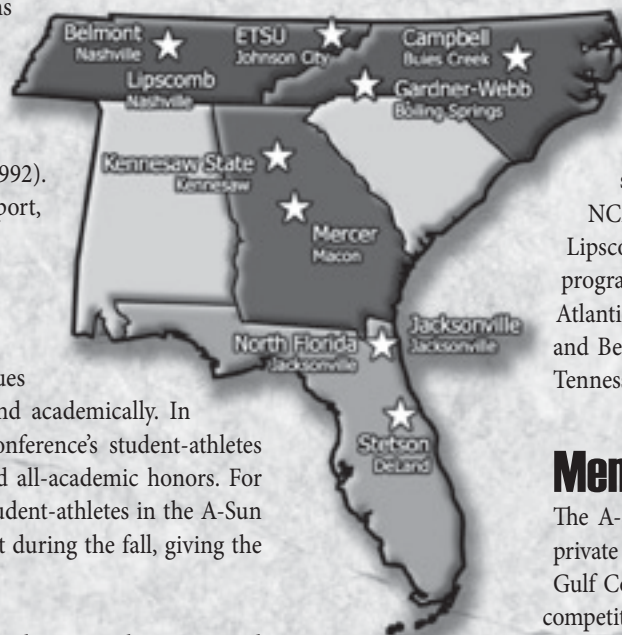 Belmont
Nashville
Lipscomb
Nashville
ETSU
Johnson City
Campbell
Buies Creek
Gardner-Webb
Boiling Springs
Kennesaw State
Kennesaw
Mercer
Macon
North Florida
Jacksonville
Jacksonville
Jacksonville
Stetson
DeLand
992).
port,
ues
nd academically. In
onference's student-athletes
d all-academic honors. For
udent-athletes in the A-Sun
t during the fall, giving the
NC
Lipsco
progra
Atlanti
and Be
Tenness
Men
The A-
private
Gulf Co
competit